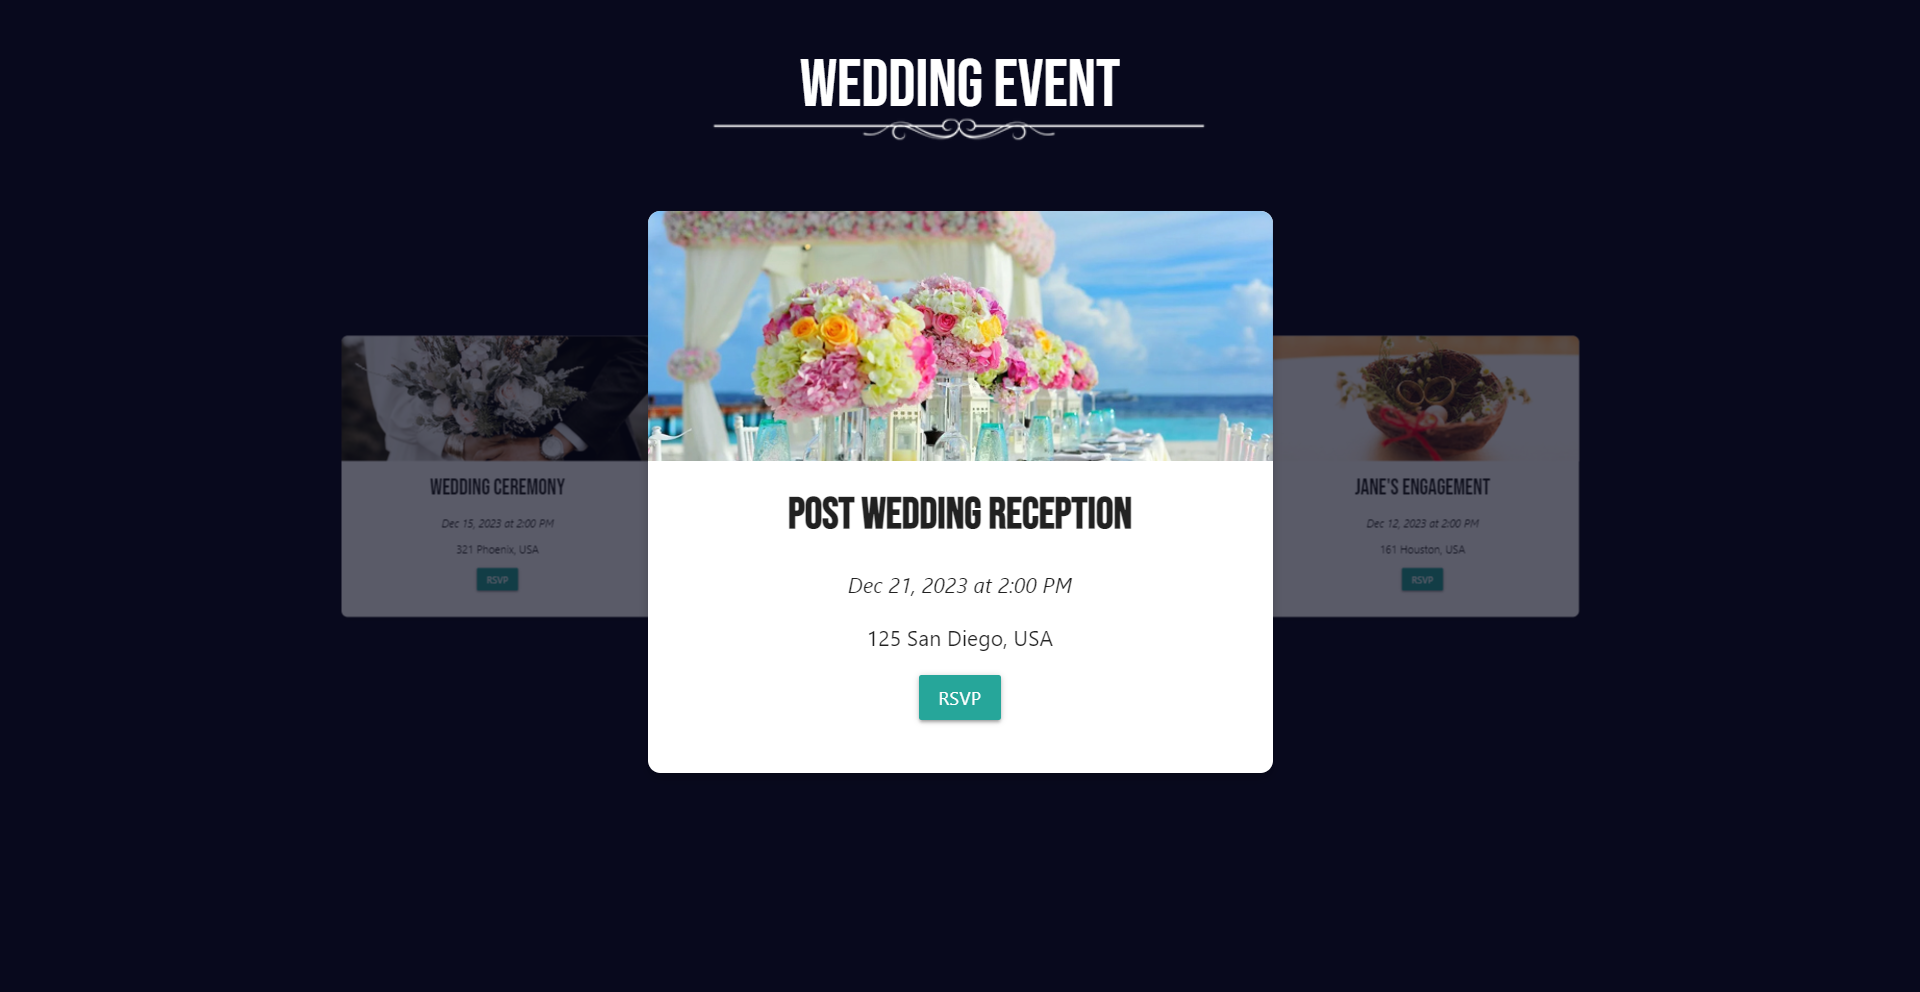 WEDDING EVENT
WEDDING CEREMONY
Dec 15, 2023 at 2:00 PM
321 Phoenix, USA
RSVP
POST WEDDING RECEPTION
Dec 21, 2023 at 2:00 PM
125 San Diego, USA
RSVP
JANE'S ENGAGEMENT
Dec 12, 2023 at 2:00 PM
161 Houston, USA
RSVP